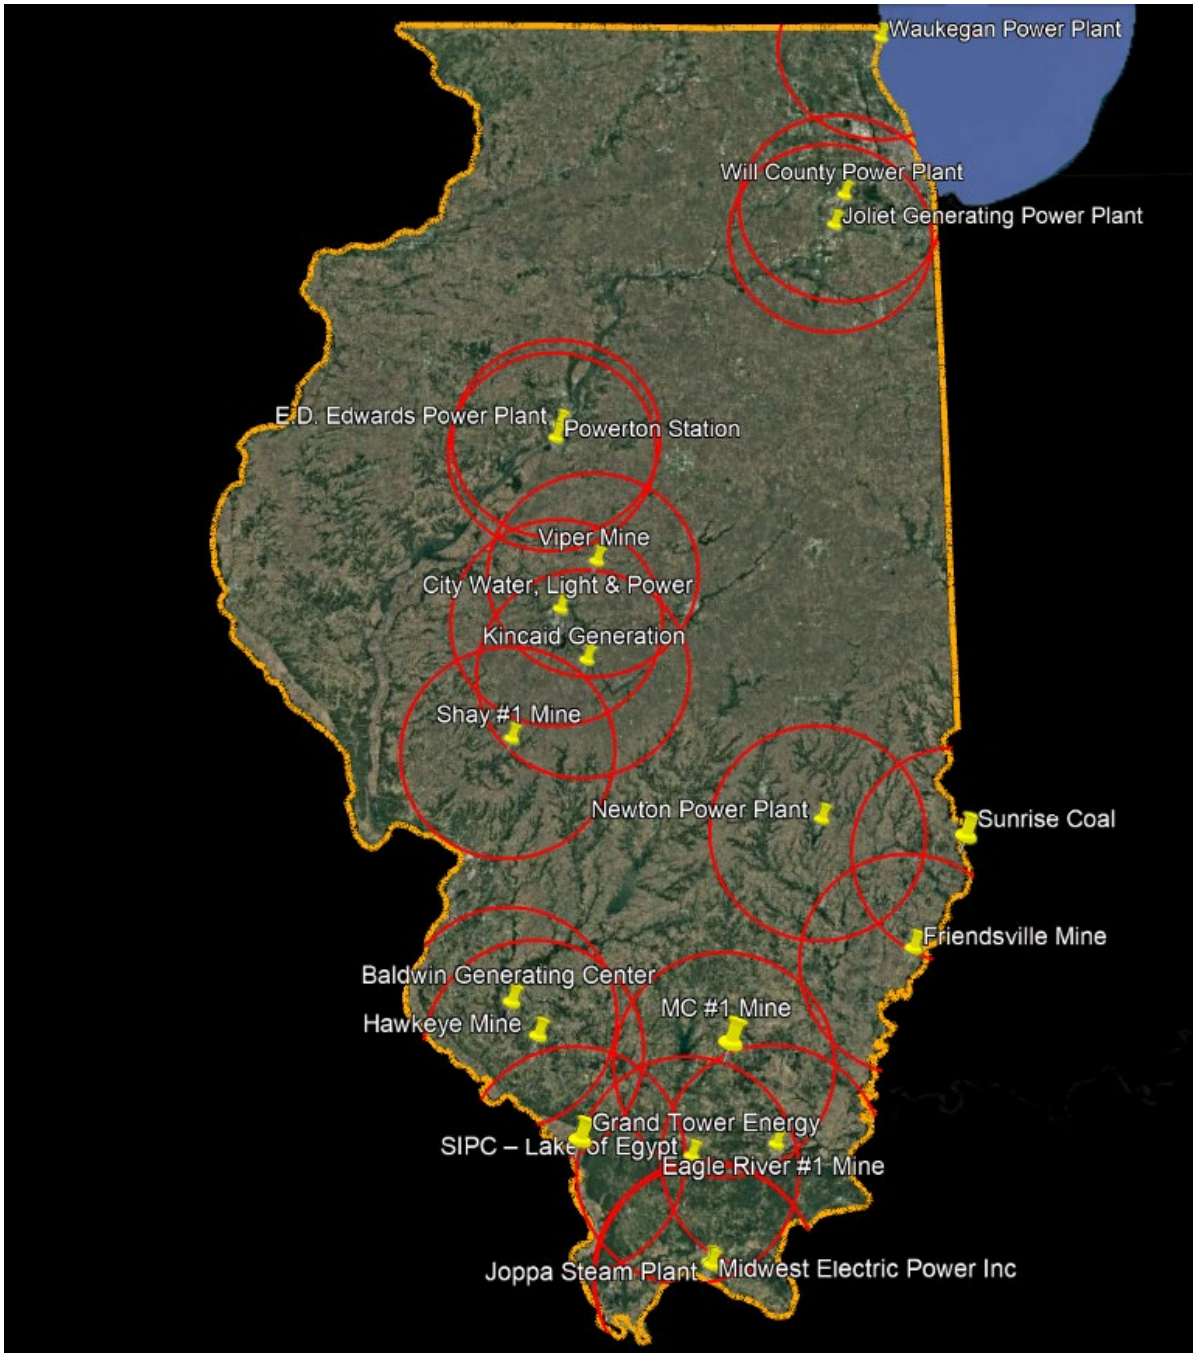 Waukegan Power Plant
Will County Power Plant
Joliet Generating Power Plant
E.D. Edwards Power Plant
Powerton Station
Viper Mine
City Water, Light & Power
Kincaid Generation
Shay #1 Mine
Newton Power Plant
Sunrise Coal
Friendsville Mine
Baldwin Generating Center
MC #1 Mine
Hawkeye Mine
Grand Tower Energy
SIPC – Lake of Egypt
Eagle River #1 Mine
Joppa Steam Plant
Midwest Electric Power Inc